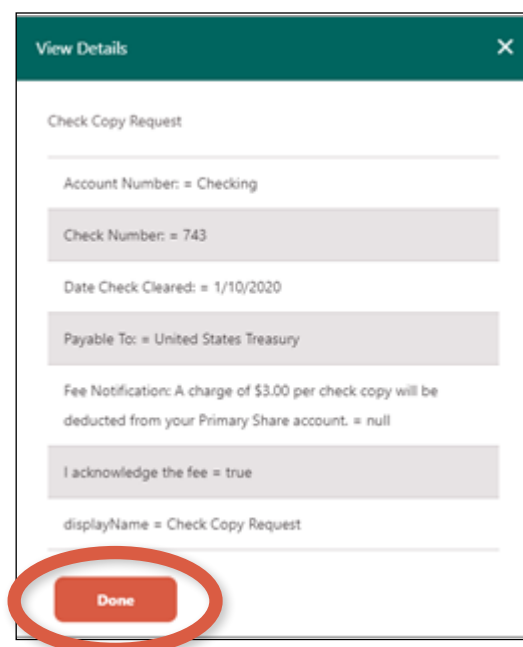 View Details
Check Copy Request
Account Number: = Checking
Check Number: = 743
Date Check Cleared: = 1/10/2020
Payable To: = United States Treasury
Fee Notification: A charge of $3.00 per check copy will be
deducted from your Primary Share account. = null
I acknowledge the fee = true
displayName = Check Copy Request
Done